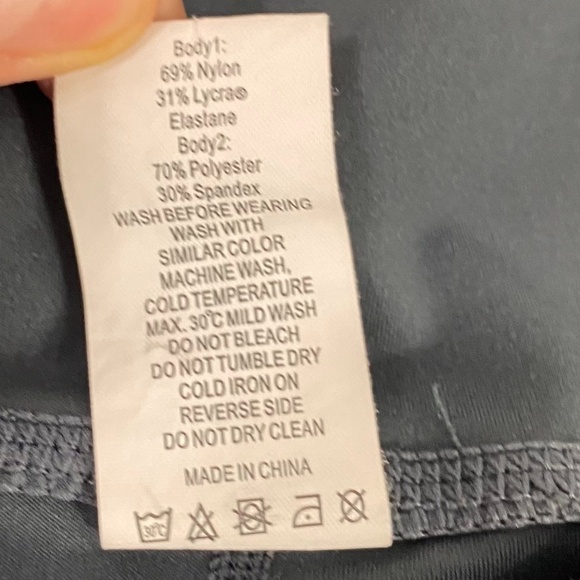 Body1:
69% Nylon
31% Lycra®
Elastane
Body2:
70% Polyester
30% Spandex
WASH BEFORE WEARING
WASH WITH
SIMILAR COLOR
MACHINE WASH,
COLD TEMPERATURE
MAX. 30℃ MILD WASH
DO NOT BLEACH
DO NOT TUMBLE DRY
COLD IRON ON
REVERSE SIDE
DO NOT DRY CLEAN
MADE IN CHINA
30℃